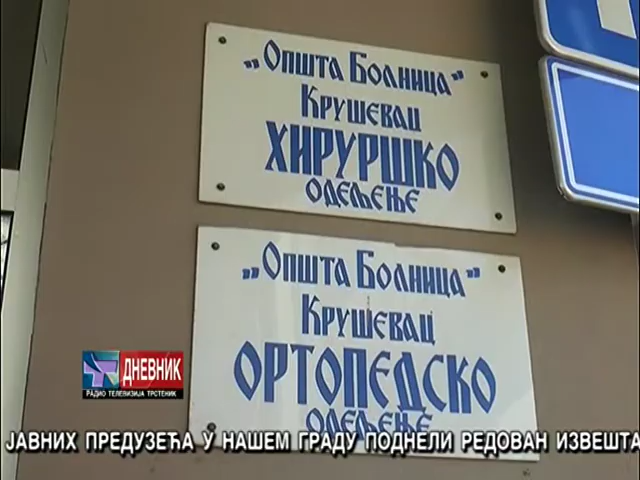 „Општа Болница"
Крушевац
ХИРУРШКО
ОДЕЉЕЊЕ
„Општа Болница"
Крушевац
ОРТОПЕДСКО
ОДЕЉЕЊЕ
ДНЕВНИК
РАДИО ТЕЛЕВИЗИЈА ТРСТЕНИК
ЈАВНИХ ПРЕДУЗЕЋА У НАШЕМ ГРАДУ ПОДНЕЛИ РЕДОВАН ИЗВЕШТА